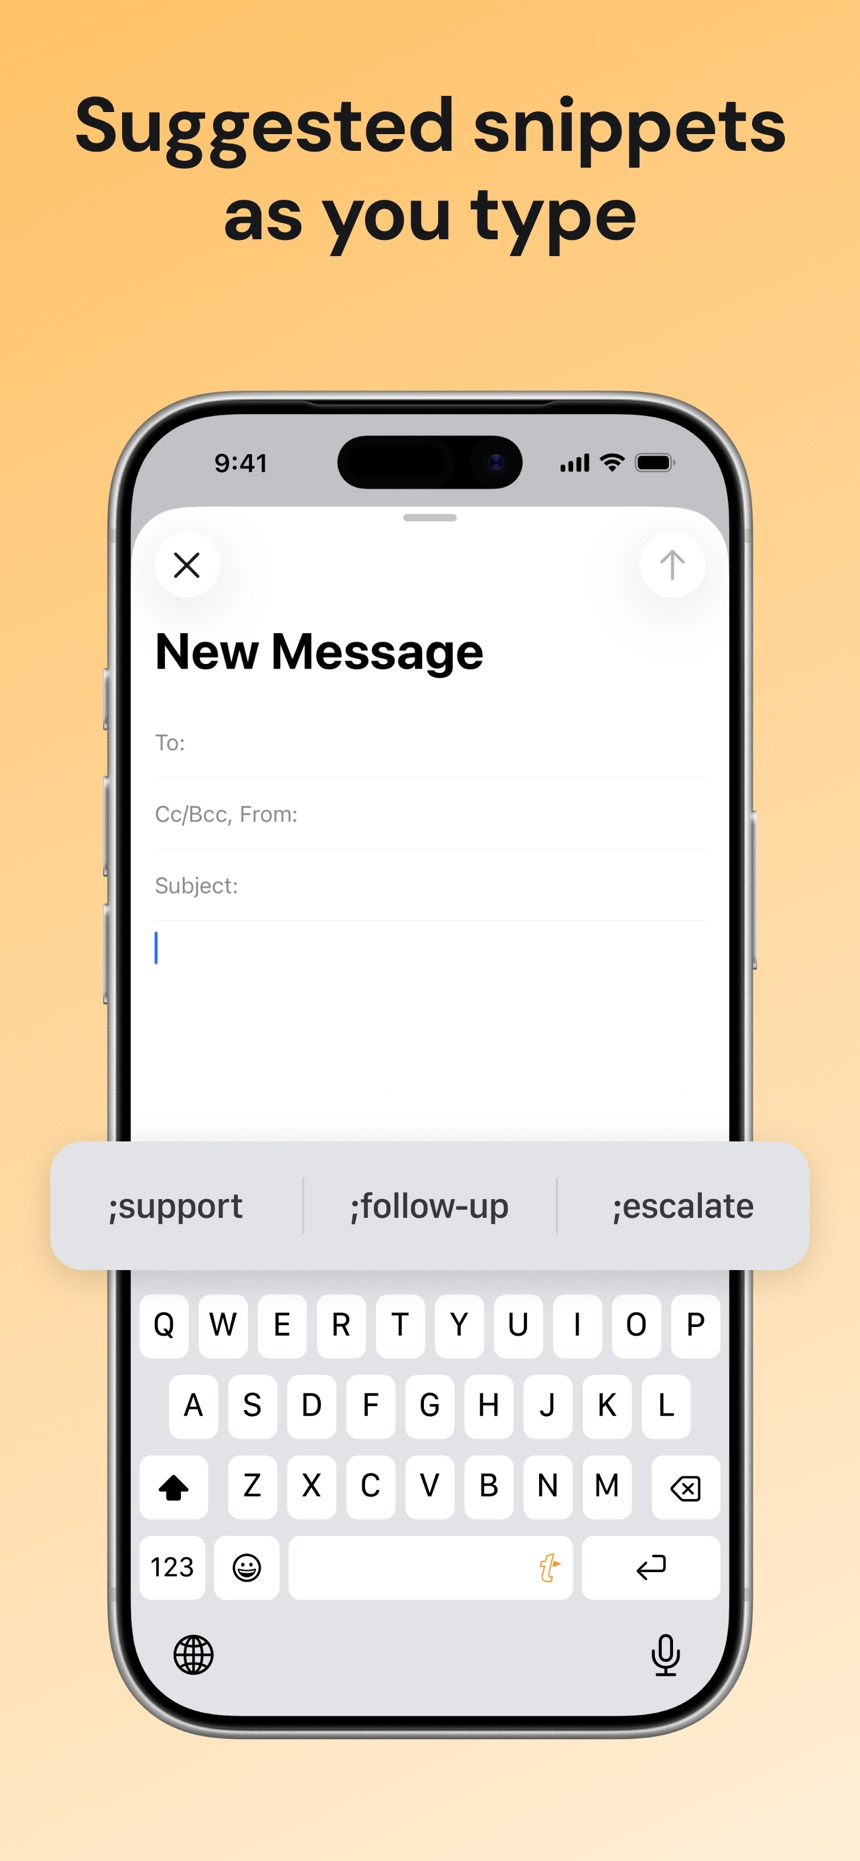 Suggested snippets
as you type
9:41
New Message
To:
Cc/Bcc, From:
Subject:
;support ;follow-up ;escalate
Q W E R T Y U I O P
A S D F G H J K L
Z X C V B N M
123 t